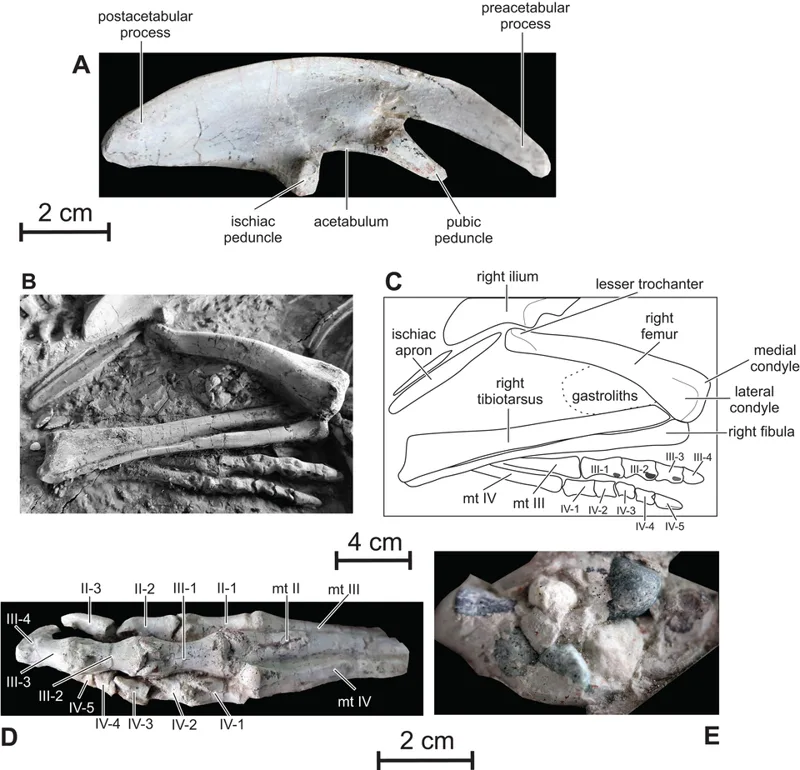 postacetabular
process
preacetabular
process
A
ischiac
peduncle
acetabulum
pubic
peduncle
2 cm
B
C
right ilium
lesser trochanter
ischiac
apron
right
femur
medial
condyle
right
tibiotarsus
gastroliths
lateral
condyle
right fibula
III-1
III-2
III-3
III-4
mt IV
mt III
IV-1
IV-2
IV-3
IV-4
IV-5
4 cm
II-3
II-2
III-1
II-1
mt II
mt III
III-4
III-3
III-2
IV-5
IV-4
IV-3
IV-2
IV-1
mt IV
D
2 cm
E